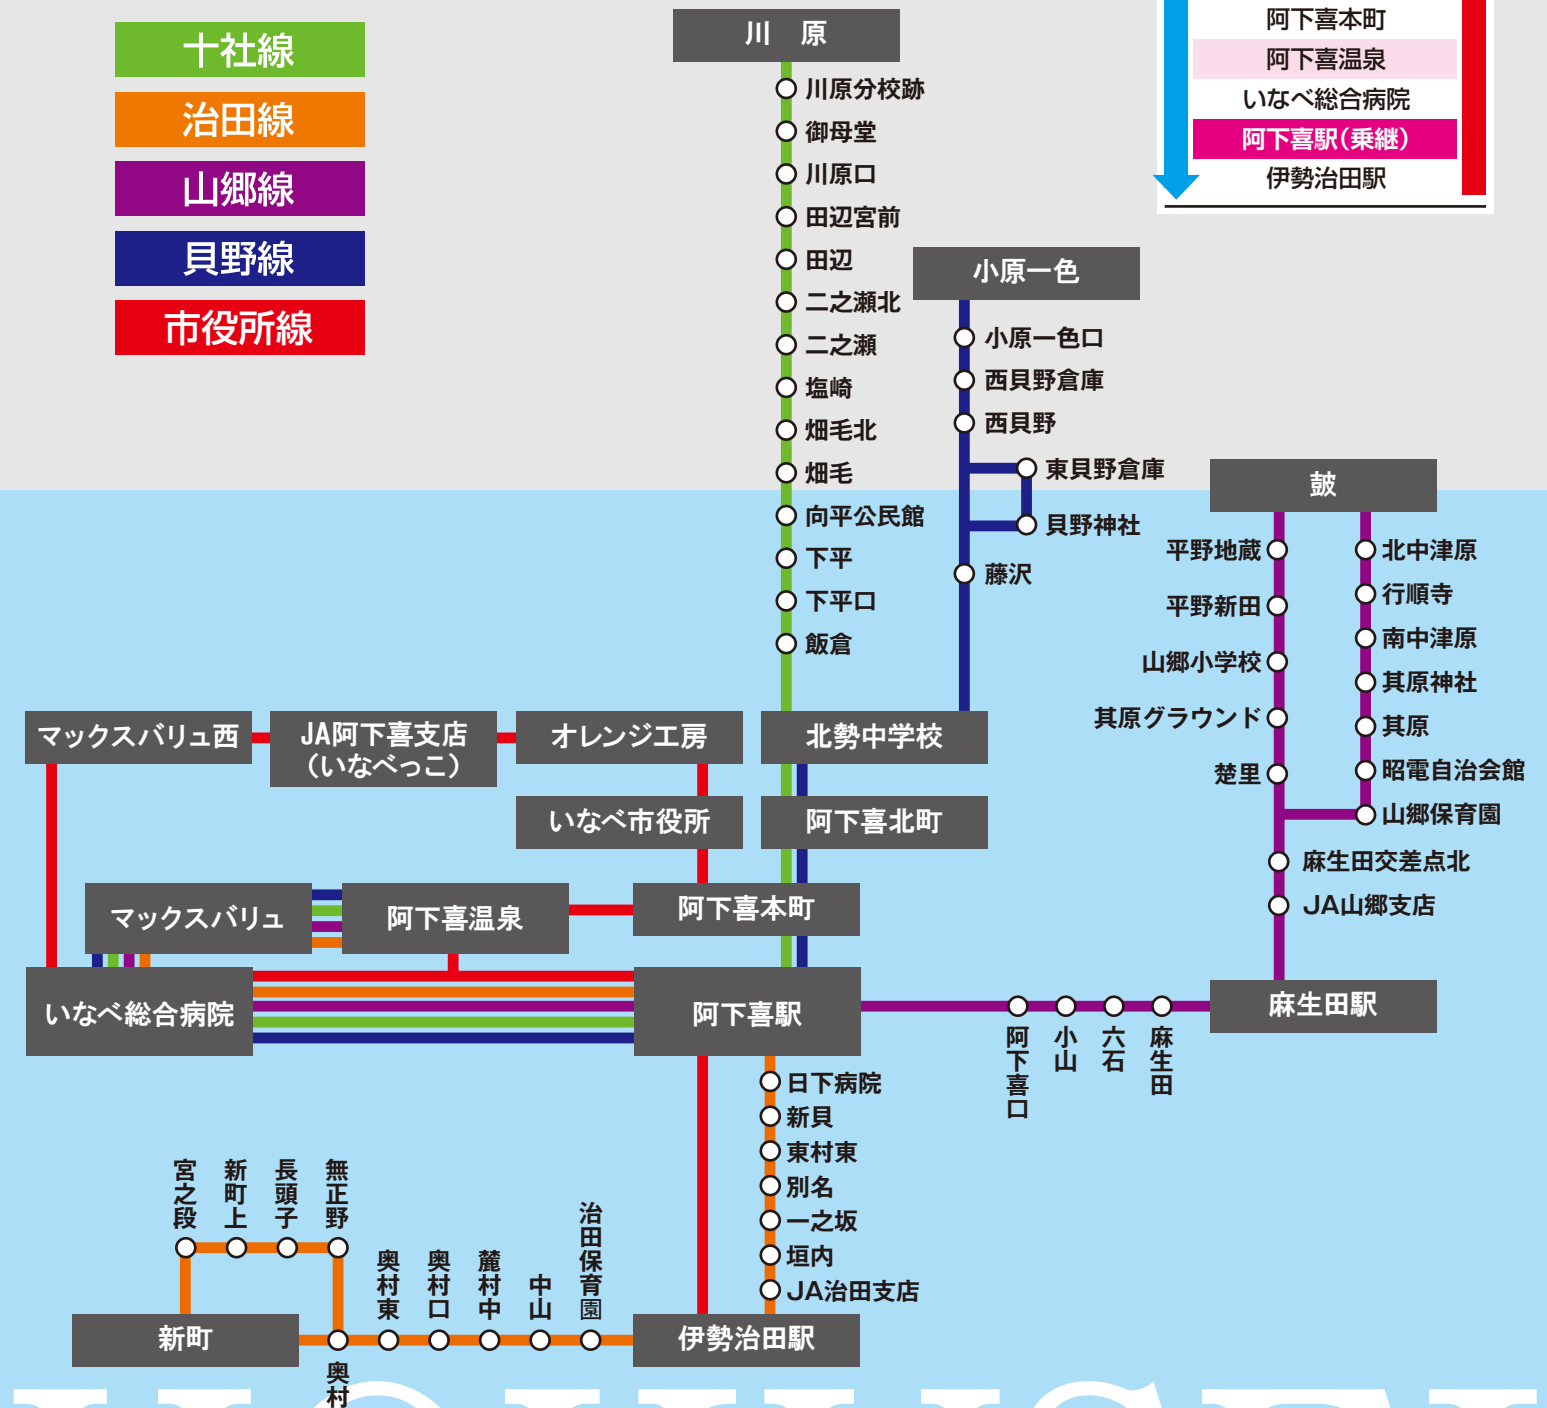 十社線
治田線
山郷線
貝野線
市役所線
阿下喜本町
阿下喜温泉
いなべ総合病院
阿下喜駅(乗継)
伊勢治田駅
川 原
川原分校跡
御母堂
川原口
田辺宮前
田辺
二之瀬北
二之瀬
塩崎
畑毛北
畑毛
向平公民館
下平
下平口
飯倉
小原一色
小原一色口
西貝野倉庫
西貝野
東貝野倉庫
貝野神社
藤沢
鼓
平野地蔵
平野新田
山郷小学校
其原グラウンド
楚里
北中津原
行順寺
南中津原
其原神社
其原
昭電自治会館
山郷保育園
麻生田交差点北
JA山郷支店
マックスバリュ西
JA阿下喜支店
(いなべっこ)
オレンジ工房
北勢中学校
いなべ市役所
阿下喜北町
マックスバリュ
阿下喜温泉
阿下喜本町
いなべ総合病院
阿下喜駅
麻生田駅
阿下喜口
小山
六石
麻生田
日下病院
新貝
東村東
別名
一之坂
垣内
JA治田支店
宮之段
新町上
長頭子
無正野
奥村東
奥村口
麓村中
中山
治田保育園
新町
奥村
伊勢治田駅